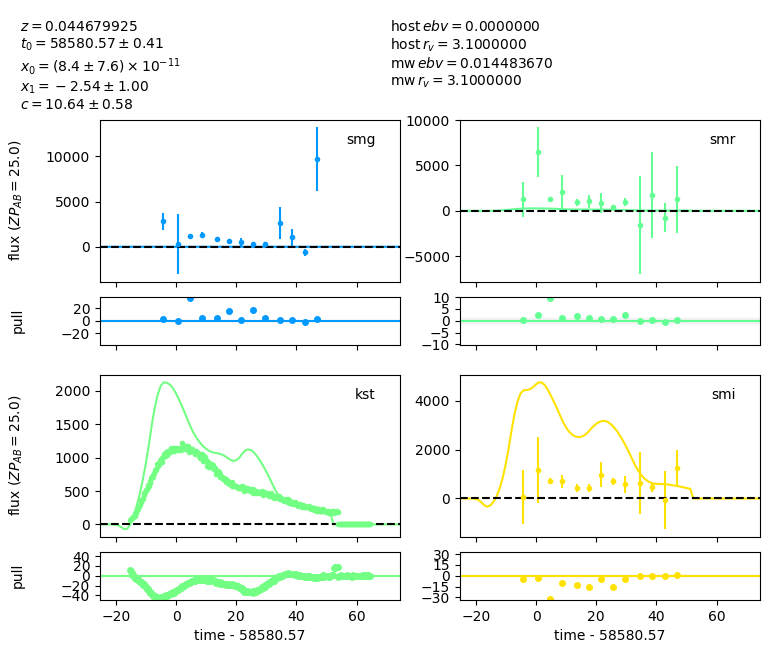 z = 0.044679925
t₀ = 58580.57 ± 0.41
x₀ = (8.4 ± 7.6) × 10⁻¹¹
x₁ = −2.54 ± 1.00
c = 10.64 ± 0.58
host ebv = 0.0000000
host r_v = 3.1000000
mw ebv = 0.014483670
mw r_v = 3.1000000
flux (ZP_AB = 25.0)
10000
5000
0
smg
10000
5000
0
−5000
smr
pull
20
0
−20
10
5
0
−5
−10
flux (ZP_AB = 25.0)
2000
1500
1000
500
0
kst
4000
2000
0
smi
pull
40
20
0
−20
−40
30
15
0
−15
−30
−20 0 20 40 60
−20 0 20 40 60
time - 58580.57
time - 58580.57